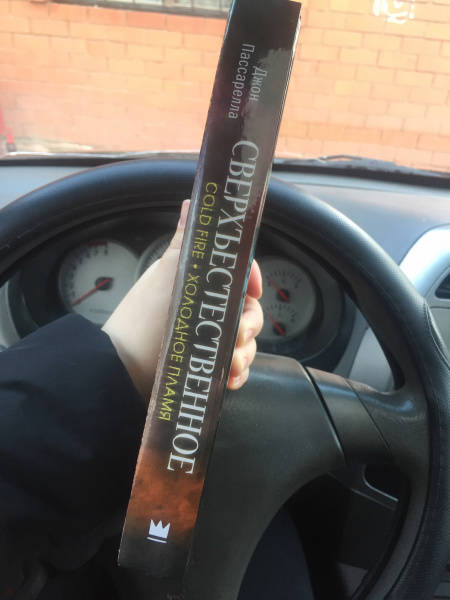 Джон
Пассарелла
СВЕРХЪЕСТЕСТВЕННОЕ
COLD FIRE • ХОЛОДНОЕ ПЛАМЯ